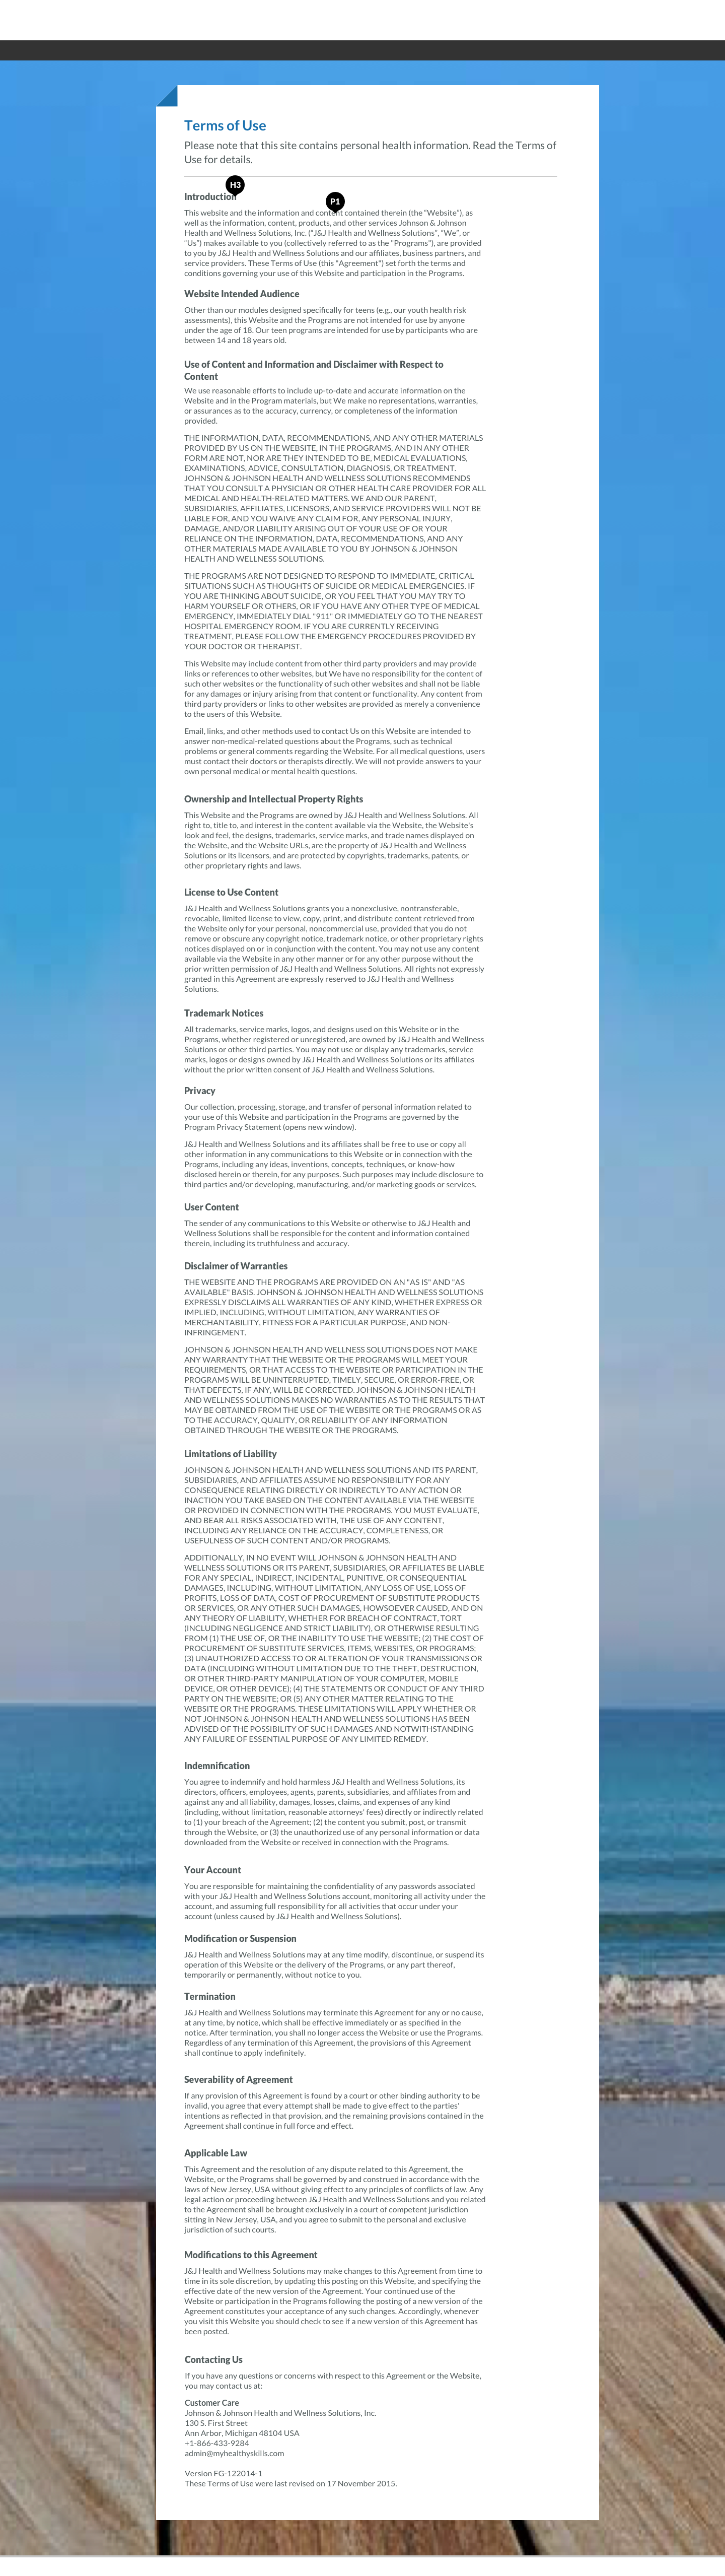 Terms of Use
Please note that this site contains personal health information. Read the Terms of
Use for details.
H3
Introduction
P1
This website and the information and content contained therein (the "Website"), as
well as the information, content, products, and other services Johnson & Johnson
Health and Wellness Solutions, Inc. ("J&J Health and Wellness Solutions", "We", or
"Us") makes available to you (collectively referred to as the "Programs"), are provided
to you by J&J Health and Wellness Solutions and our affiliates, business partners, and
service providers. These Terms of Use (this "Agreement") set forth the terms and
conditions governing your use of this Website and participation in the Programs.
Website Intended Audience
Other than our modules designed specifically for teens (e.g., our youth health risk
assessments), this Website and the Programs are not intended for use by anyone
under the age of 18. Our teen programs are intended for use by participants who are
between 14 and 18 years old.
Use of Content and Information and Disclaimer with Respect to
Content
We use reasonable efforts to include up-to-date and accurate information on the
Website and in the Program materials, but We make no representations, warranties,
or assurances as to the accuracy, currency, or completeness of the information
provided.
THE INFORMATION, DATA, RECOMMENDATIONS, AND ANY OTHER MATERIALS
PROVIDED BY US ON THE WEBSITE, IN THE PROGRAMS, AND IN ANY OTHER
FORM ARE NOT, NOR ARE THEY INTENDED TO BE, MEDICAL EVALUATIONS,
EXAMINATIONS, ADVICE, CONSULTATION, DIAGNOSIS, OR TREATMENT.
JOHNSON & JOHNSON HEALTH AND WELLNESS SOLUTIONS RECOMMENDS
THAT YOU CONSULT A PHYSICIAN OR OTHER HEALTH CARE PROVIDER FOR ALL
MEDICAL AND HEALTH-RELATED MATTERS. WE AND OUR PARENT,
SUBSIDIARIES, AFFILIATES, LICENSORS, AND SERVICE PROVIDERS WILL NOT BE
LIABLE FOR, AND YOU WAIVE ANY CLAIM FOR, ANY PERSONAL INJURY,
DAMAGE, AND/OR LIABILITY ARISING OUT OF YOUR USE OF OR YOUR
RELIANCE ON THE INFORMATION, DATA, RECOMMENDATIONS, AND ANY
OTHER MATERIALS MADE AVAILABLE TO YOU BY JOHNSON & JOHNSON
HEALTH AND WELLNESS SOLUTIONS.
THE PROGRAMS ARE NOT DESIGNED TO RESPOND TO IMMEDIATE, CRITICAL
SITUATIONS SUCH AS THOUGHTS OF SUICIDE OR MEDICAL EMERGENCIES. IF
YOU ARE THINKING ABOUT SUICIDE, OR YOU FEEL THAT YOU MAY TRY TO
HARM YOURSELF OR OTHERS, OR IF YOU HAVE ANY OTHER TYPE OF MEDICAL
EMERGENCY, IMMEDIATELY DIAL "911" OR IMMEDIATELY GO TO THE NEAREST
HOSPITAL EMERGENCY ROOM. IF YOU ARE CURRENTLY RECEIVING
TREATMENT, PLEASE FOLLOW THE EMERGENCY PROCEDURES PROVIDED BY
YOUR DOCTOR OR THERAPIST.
This Website may include content from other third party providers and may provide
links or references to other websites, but We have no responsibility for the content of
such other websites or the functionality of such other websites and shall not be liable
for any damages or injury arising from that content or functionality. Any content from
third party providers or links to other websites are provided as merely a convenience
to the users of this Website.
Email, links, and other methods used to contact Us on this Website are intended to
answer non-medical-related questions about the Programs, such as technical
problems or general comments regarding the Website. For all medical questions, users
must contact their doctors or therapists directly. We will not provide answers to your
own personal medical or mental health questions.
Ownership and Intellectual Property Rights
This Website and the Programs are owned by J&J Health and Wellness Solutions. All
right to, title to, and interest in the content available via the Website, the Website's
look and feel, the designs, trademarks, service marks, and trade names displayed on
the Website, and the Website URLs, are the property of J&J Health and Wellness
Solutions or its licensors, and are protected by copyrights, trademarks, patents, or
other proprietary rights and laws.
License to Use Content
J&J Health and Wellness Solutions grants you a nonexclusive, nontransferable,
revocable, limited license to view, copy, print, and distribute content retrieved from
the Website only for your personal, noncommercial use, provided that you do not
remove or obscure any copyright notice, trademark notice, or other proprietary rights
notices displayed on or in conjunction with the content. You may not use any content
available via the Website in any other manner or for any other purpose without the
prior written permission of J&J Health and Wellness Solutions. All rights not expressly
granted in this Agreement are expressly reserved to J&J Health and Wellness
Solutions.
Trademark Notices
All trademarks, service marks, logos, and designs used on this Website or in the
Programs, whether registered or unregistered, are owned by J&J Health and Wellness
Solutions or other third parties. You may not use or display any trademarks, service
marks, logos or designs owned by J&J Health and Wellness Solutions or its affiliates
without the prior written consent of J&J Health and Wellness Solutions.
Privacy
Our collection, processing, storage, and transfer of personal information related to
your use of this Website and participation in the Programs are governed by the
Program Privacy Statement (opens new window).
J&J Health and Wellness Solutions and its affiliates shall be free to use or copy all
other information in any communications to this Website or in connection with the
Programs, including any ideas, inventions, concepts, techniques, or know-how
disclosed herein or therein, for any purposes. Such purposes may include disclosure to
third parties and/or developing, manufacturing, and/or marketing goods or services.
User Content
The sender of any communications to this Website or otherwise to J&J Health and
Wellness Solutions shall be responsible for the content and information contained
therein, including its truthfulness and accuracy.
Disclaimer of Warranties
THE WEBSITE AND THE PROGRAMS ARE PROVIDED ON AN "AS IS" AND "AS
AVAILABLE" BASIS. JOHNSON & JOHNSON HEALTH AND WELLNESS SOLUTIONS
EXPRESSLY DISCLAIMS ALL WARRANTIES OF ANY KIND, WHETHER EXPRESS OR
IMPLIED, INCLUDING, WITHOUT LIMITATION, ANY WARRANTIES OF
MERCHANTABILITY, FITNESS FOR A PARTICULAR PURPOSE, AND NON-
INFRINGEMENT.
JOHNSON & JOHNSON HEALTH AND WELLNESS SOLUTIONS DOES NOT MAKE
ANY WARRANTY THAT THE WEBSITE OR THE PROGRAMS WILL MEET YOUR
REQUIREMENTS, OR THAT ACCESS TO THE WEBSITE OR PARTICIPATION IN THE
PROGRAMS WILL BE UNINTERRUPTED, TIMELY, SECURE, OR ERROR-FREE, OR
THAT DEFECTS, IF ANY, WILL BE CORRECTED. JOHNSON & JOHNSON HEALTH
AND WELLNESS SOLUTIONS MAKES NO WARRANTIES AS TO THE RESULTS THAT
MAY BE OBTAINED FROM THE USE OF THE WEBSITE OR THE PROGRAMS OR AS
TO THE ACCURACY, QUALITY, OR RELIABILITY OF ANY INFORMATION
OBTAINED THROUGH THE WEBSITE OR THE PROGRAMS.
Limitations of Liability
JOHNSON & JOHNSON HEALTH AND WELLNESS SOLUTIONS AND ITS PARENT,
SUBSIDIARIES, AND AFFILIATES ASSUME NO RESPONSIBILITY FOR ANY
CONSEQUENCE RELATING DIRECTLY OR INDIRECTLY TO ANY ACTION OR
INACTION YOU TAKE BASED ON THE CONTENT AVAILABLE VIA THE WEBSITE
OR PROVIDED IN CONNECTION WITH THE PROGRAMS. YOU MUST EVALUATE,
AND BEAR ALL RISKS ASSOCIATED WITH, THE USE OF ANY CONTENT,
INCLUDING ANY RELIANCE ON THE ACCURACY, COMPLETENESS, OR
USEFULNESS OF SUCH CONTENT AND/OR PROGRAMS.
ADDITIONALLY, IN NO EVENT WILL JOHNSON & JOHNSON HEALTH AND
WELLNESS SOLUTIONS OR ITS PARENT, SUBSIDIARIES, OR AFFILIATES BE LIABLE
FOR ANY SPECIAL, INDIRECT, INCIDENTAL, PUNITIVE, OR CONSEQUENTIAL
DAMAGES, INCLUDING, WITHOUT LIMITATION, ANY LOSS OF USE, LOSS OF
PROFITS, LOSS OF DATA, COST OF PROCUREMENT OF SUBSTITUTE PRODUCTS
OR SERVICES, OR ANY OTHER SUCH DAMAGES, HOWSOEVER CAUSED, AND ON
ANY THEORY OF LIABILITY, WHETHER FOR BREACH OF CONTRACT, TORT
(INCLUDING NEGLIGENCE AND STRICT LIABILITY), OR OTHERWISE RESULTING
FROM (1) THE USE OF, OR THE INABILITY TO USE THE WEBSITE; (2) THE COST OF
PROCUREMENT OF SUBSTITUTE SERVICES, ITEMS, WEBSITES, OR PROGRAMS;
(3) UNAUTHORIZED ACCESS TO OR ALTERATION OF YOUR TRANSMISSIONS OR
DATA (INCLUDING WITHOUT LIMITATION DUE TO THE THEFT, DESTRUCTION,
OR OTHER THIRD-PARTY MANIPULATION OF YOUR COMPUTER, MOBILE
DEVICE, OR OTHER DEVICE); (4) THE STATEMENTS OR CONDUCT OF ANY THIRD
PARTY ON THE WEBSITE; OR (5) ANY OTHER MATTER RELATING TO THE
WEBSITE OR THE PROGRAMS. THESE LIMITATIONS WILL APPLY WHETHER OR
NOT JOHNSON & JOHNSON HEALTH AND WELLNESS SOLUTIONS HAS BEEN
ADVISED OF THE POSSIBILITY OF SUCH DAMAGES AND NOTWITHSTANDING
ANY FAILURE OF ESSENTIAL PURPOSE OF ANY LIMITED REMEDY.
Indemnification
You agree to indemnify and hold harmless J&J Health and Wellness Solutions, its
directors, officers, employees, agents, parents, subsidiaries, and affiliates from and
against any and all liability, damages, losses, claims, and expenses of any kind
(including, without limitation, reasonable attorneys' fees) directly or indirectly related
to (1) your breach of the Agreement; (2) the content you submit, post, or transmit
through the Website, or (3) the unauthorized use of any personal information or data
downloaded from the Website or received in connection with the Programs.
Your Account
You are responsible for maintaining the confidentiality of any passwords associated
with your J&J Health and Wellness Solutions account, monitoring all activity under the
account, and assuming full responsibility for all activities that occur under your
account (unless caused by J&J Health and Wellness Solutions).
Modification or Suspension
J&J Health and Wellness Solutions may at any time modify, discontinue, or suspend its
operation of this Website or the delivery of the Programs, or any part thereof,
temporarily or permanently, without notice to you.
Termination
J&J Health and Wellness Solutions may terminate this Agreement for any or no cause,
at any time, by notice, which shall be effective immediately or as specified in the
notice. After termination, you shall no longer access the Website or use the Programs.
Regardless of any termination of this Agreement, the provisions of this Agreement
shall continue to apply indefinitely.
Severability of Agreement
If any provision of this Agreement is found by a court or other binding authority to be
invalid, you agree that every attempt shall be made to give effect to the parties'
intentions as reflected in that provision, and the remaining provisions contained in the
Agreement shall continue in full force and effect.
Applicable Law
This Agreement and the resolution of any dispute related to this Agreement, the
Website, or the Programs shall be governed by and construed in accordance with the
laws of New Jersey, USA without giving effect to any principles of conflicts of law. Any
legal action or proceeding between J&J Health and Wellness Solutions and you related
to the Agreement shall be brought exclusively in a court of competent jurisdiction
sitting in New Jersey, USA, and you agree to submit to the personal and exclusive
jurisdiction of such courts.
Modifications to this Agreement
J&J Health and Wellness Solutions may make changes to this Agreement from time to
time in its sole discretion, by updating this posting on this Website, and specifying the
effective date of the new version of the Agreement. Your continued use of the
Website or participation in the Programs following the posting of a new version of the
Agreement constitutes your acceptance of any such changes. Accordingly, whenever
you visit this Website you should check to see if a new version of this Agreement has
been posted.
Contacting Us
If you have any questions or concerns with respect to this Agreement or the Website,
you may contact us at:
Customer Care
Johnson & Johnson Health and Wellness Solutions, Inc.
130 S. First Street
Ann Arbor, Michigan 48104 USA
+1-866-433-9284
admin@myhealthyskills.com
Version FG-122014-1
These Terms of Use were last revised on 17 November 2015.